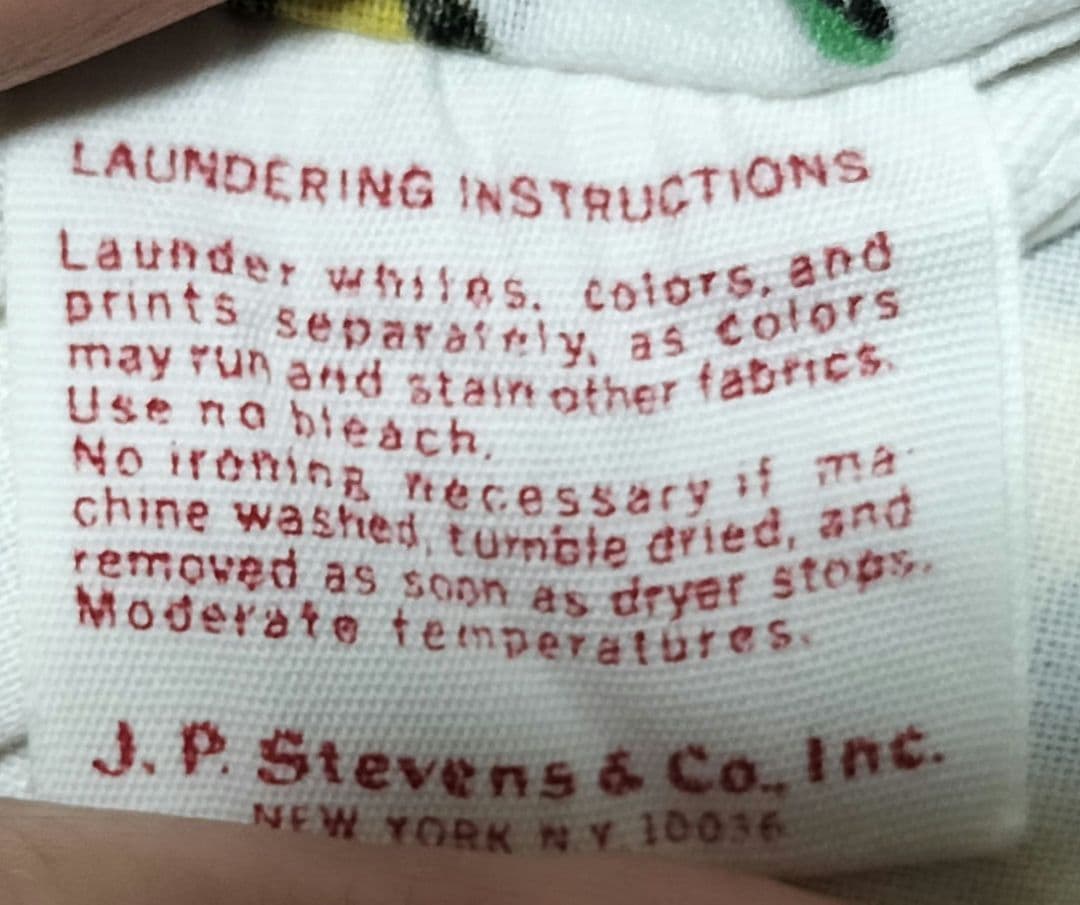 LAUNDERING INSTRUCTIONS
Launder whites, colors, and
prints separately, as colors
may run and stain other fabrics.
Use no bleach.
No ironing necessary if ma-
chine washed, tumble dried, and
removed as soon as dryer stops.
Moderate temperatures.
J. P. Stevens & Co., Inc.
NEW YORK N.Y. 10036